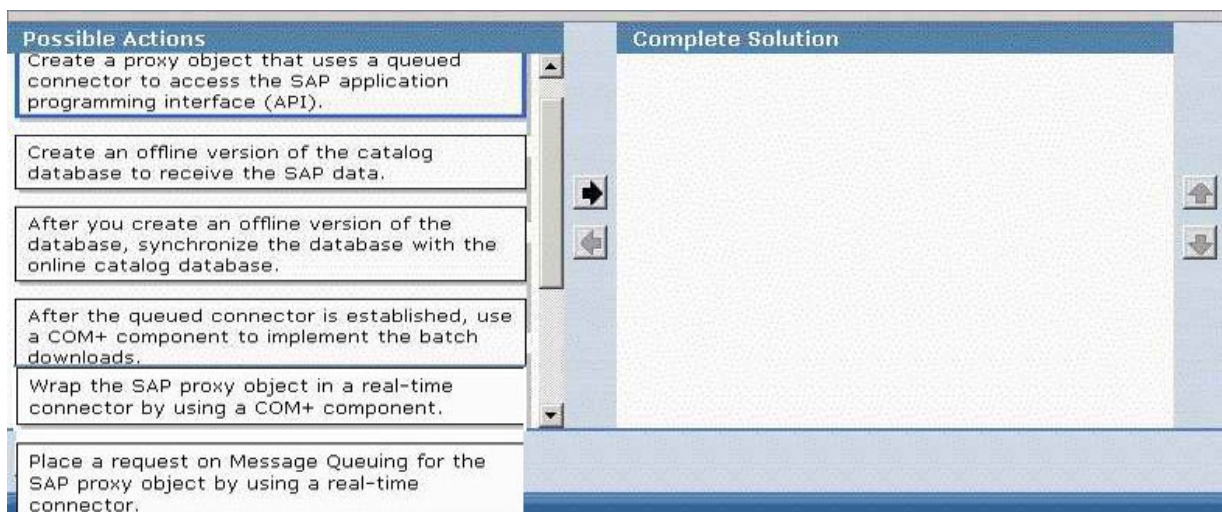 Possible Actions
Complete Solution
Create a proxy object that uses a queued
connector to access the SAP application
programming interface (API).
Create an offline version of the catalog
database to receive the SAP data.
After you create an offline version of the
database, synchronize the database with the
online catalog database.
After the queued connector is established, use
a COM+ component to implement the batch
downloads.
Wrap the SAP proxy object in a real-time
connector by using a COM+ component.
Place a request on Message Queuing for the
SAP proxy object by using a real-time
connector.